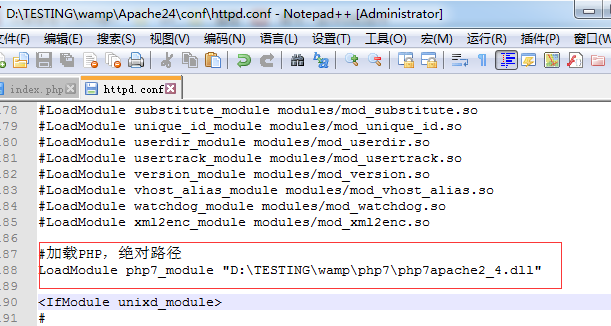 D:\TESTING\wamp\Apache24\conf\httpd.conf - Notepad++ [Administrator]
文件(F) 编辑(E) 搜索(S) 视图(V) 编码(N) 语言(L) 设置(T) 工具(O) 宏(M) 运行(R) 插件(P) 窗口(W
index.php httpd.conf
178 #LoadModule substitute_module modules/mod_substitute.so
179 #LoadModule unique_id_module modules/mod_unique_id.so
180 #LoadModule userdir_module modules/mod_userdir.so
181 #LoadModule usertrack_module modules/mod_usertrack.so
182 #LoadModule version_module modules/mod_version.so
183 #LoadModule vhost_alias_module modules/mod_vhost_alias.so
184 #LoadModule watchdog_module modules/mod_watchdog.so
185 #LoadModule xml2enc_module modules/mod_xml2enc.so
186
187 #加载PHP，绝对路径
188 LoadModule php7_module "D:\TESTING\wamp\php7\php7apache2_4.dll"
189
190 <IfModule unixd_module>
191 #